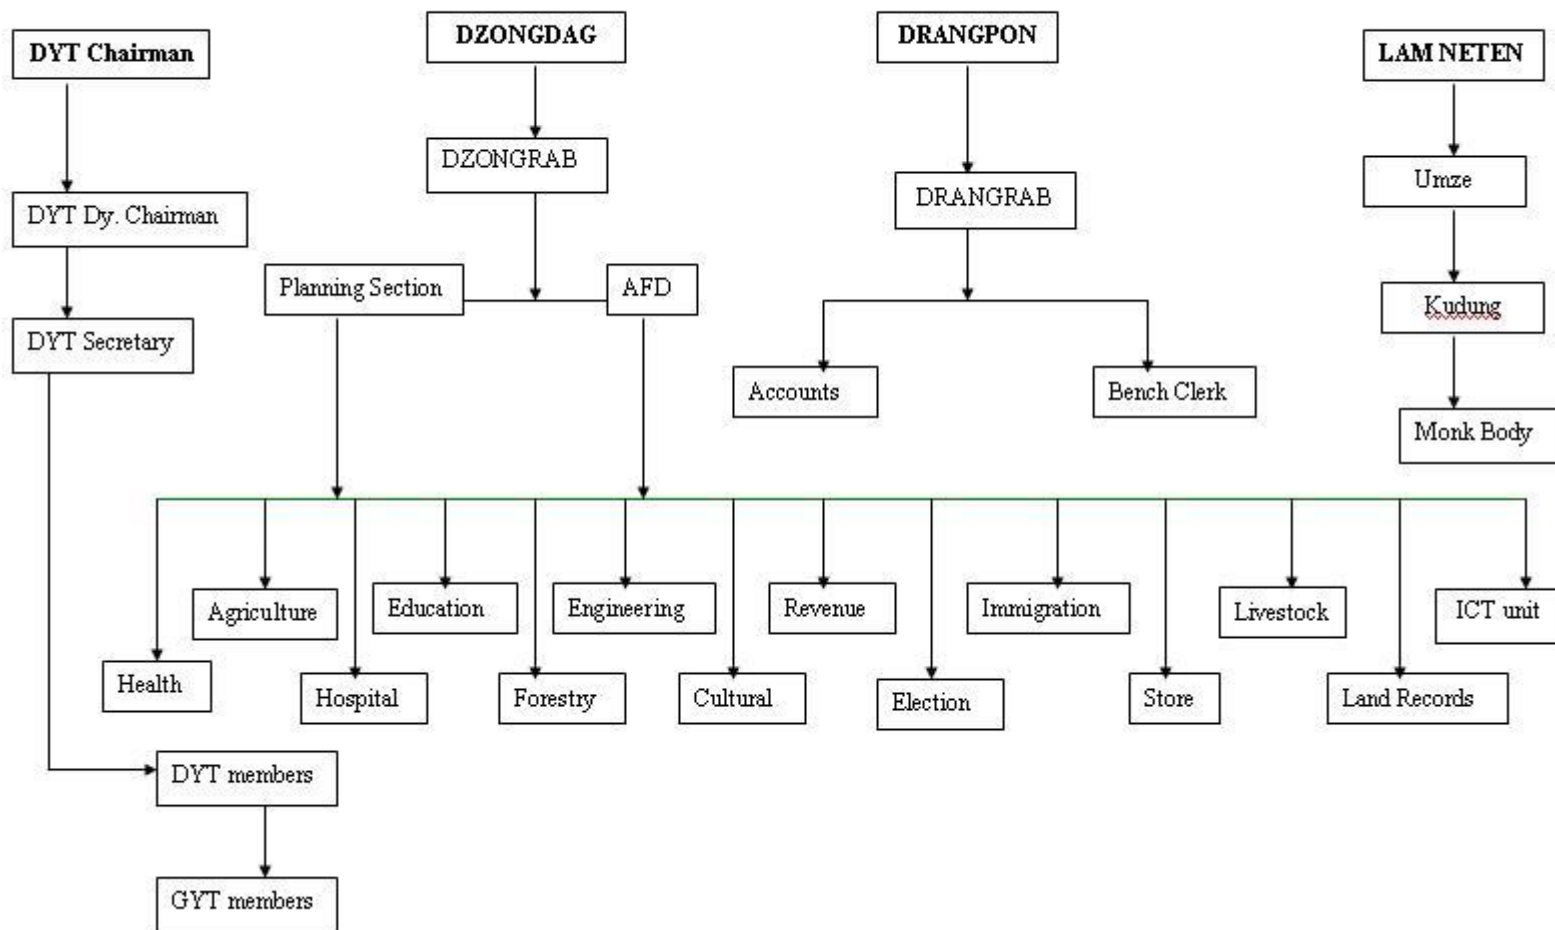 DYT Chairman
DZONGDAG
DRANGPON
LAM NETEN
DZONGRAB
Umze
DRANGRAB
DYT Dy. Chairman
Planning Section
AFD
Kudung
DYT Secretary
Accounts
Bench Clerk
Monk Body
Agriculture
Education
Engineering
Revenue
Immigration
Livestock
ICT unit
Health
Hospital
Forestry
Cultural
Election
Store
Land Records
DYT members
GYT members